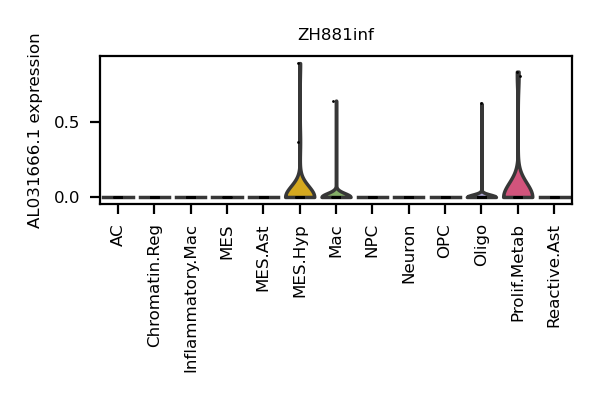 ZH881inf
AL031666.1 expression
0.5
0.0
AC
Chromatin.Reg
Inflammatory.Mac
MES
MES.Ast
MES.Hyp
Mac
NPC
Neuron
OPC
Oligo
Prolif.Metab
Reactive.Ast